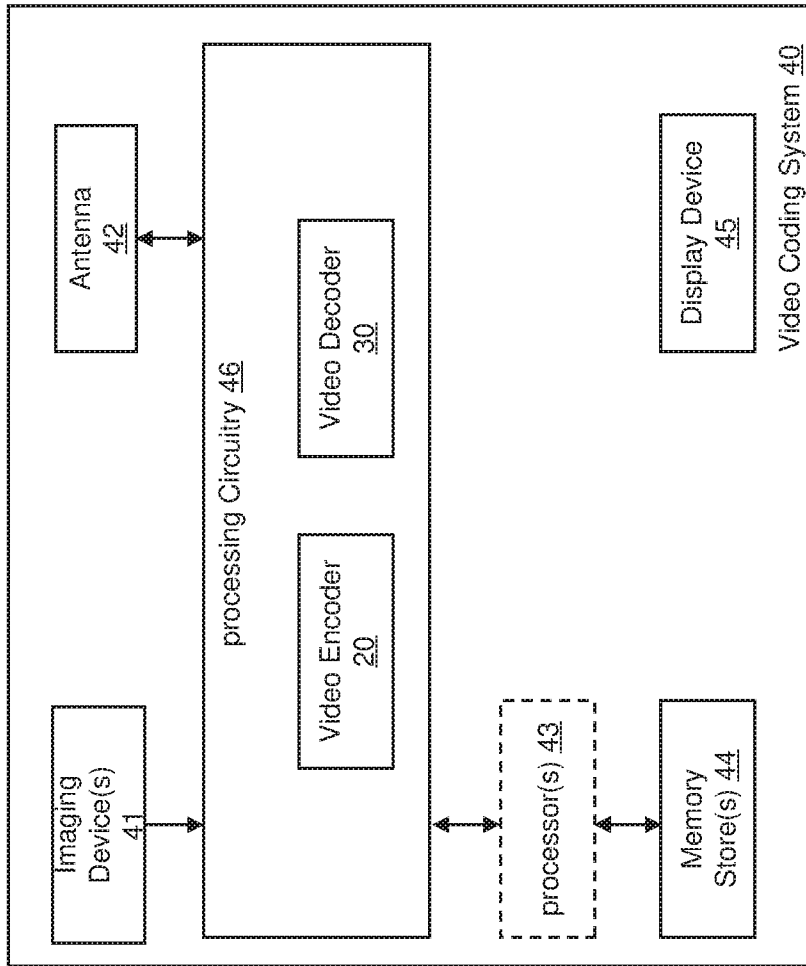 Imaging
Device(s)
41
Antenna
42
processing Circuitry 46
Video Encoder
20
Video Decoder
30
processor(s) 43
Memory
Store(s) 44
Display Device
45
Video Coding System 40